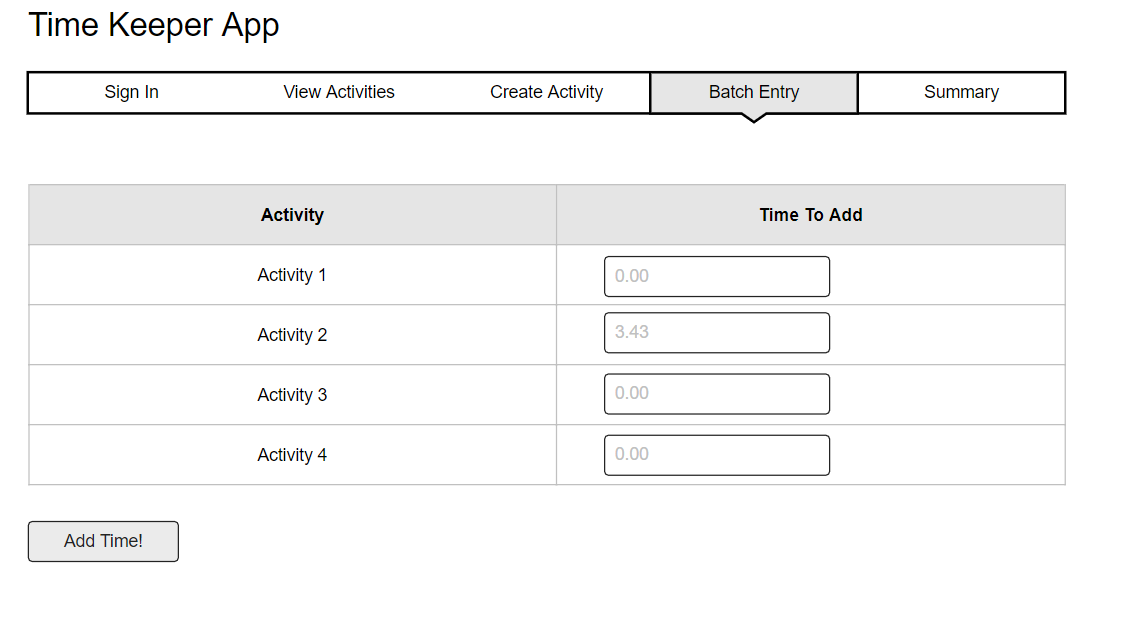 Time Keeper App
Sign In View Activities Create Activity Batch Entry Summary
Activity Time To Add
Activity 1 0.00
Activity 2 3.43
Activity 3 0.00
Activity 4 0.00
Add Time!